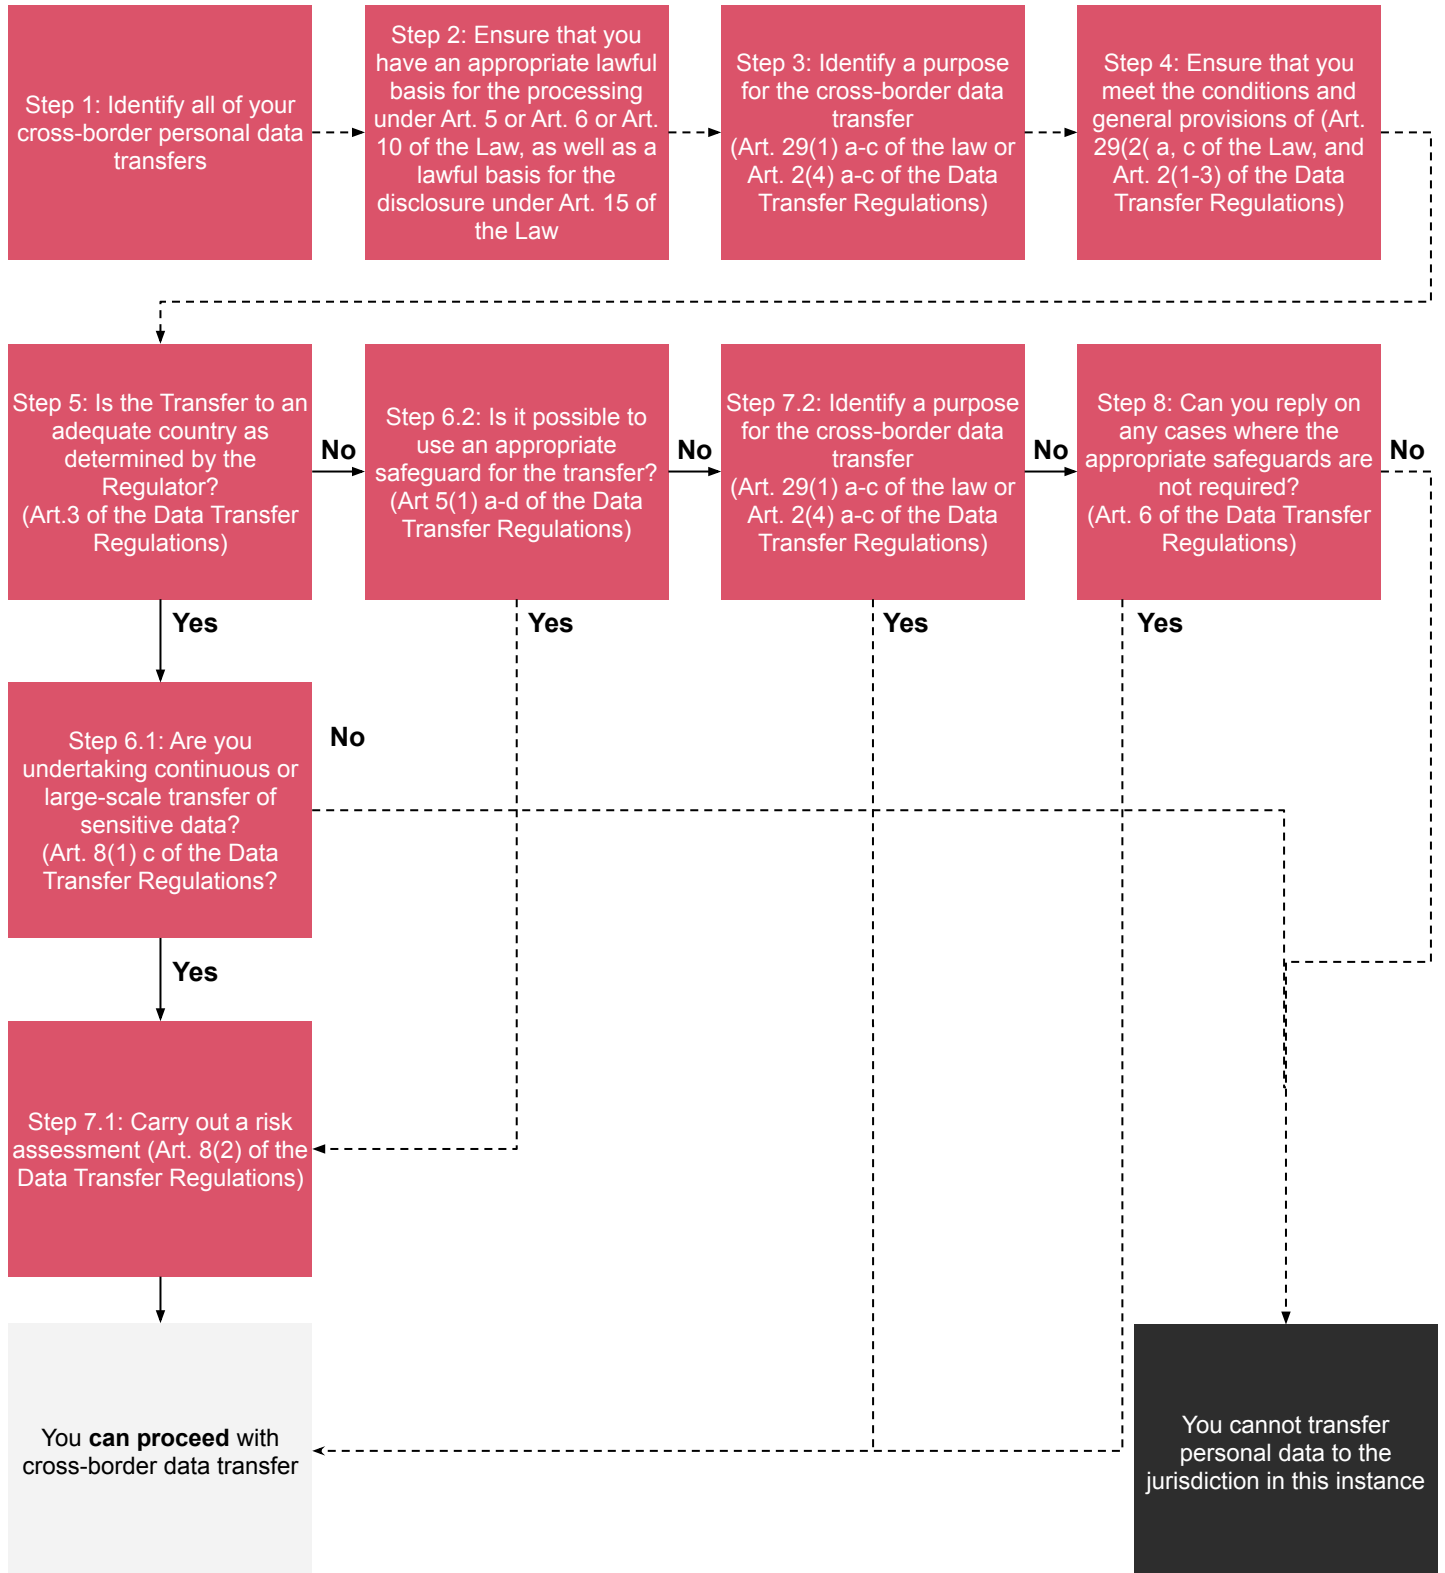 Step 1: Identify all of your
cross-border personal data
transfers
Step 2: Ensure that you
have an appropriate lawful
basis for the processing
under Art. 5 or Art. 6 or Art.
10 of the Law, as well as a
lawful basis for the
disclosure under Art. 15 of
the Law
Step 3: Identify a purpose
for the cross-border data
transfer
(Art. 29(1) a-c of the law or
Art. 2(4) a-c of the Data
Transfer Regulations)
Step 4: Ensure that you
meet the conditions and
general provisions of (Art.
29(2( a, c of the Law, and
Art. 2(1-3) of the Data
Transfer Regulations)
Step 5: Is the Transfer to an
adequate country as
determined by the
Regulator?
(Art.3 of the Data Transfer
Regulations)
No
Step 6.2: Is it possible to
use an appropriate
safeguard for the transfer?
(Art 5(1) a-d of the Data
Transfer Regulations)
No
Step 7.2: Identify a purpose
for the cross-border data
transfer
(Art. 29(1) a-c of the law or
Art. 2(4) a-c of the Data
Transfer Regulations)
No
Step 8: Can you reply on
any cases where the
appropriate safeguards are
not required?
(Art. 6 of the Data Transfer
Regulations)
No
Yes
Yes
Yes
Yes
Step 6.1: Are you
undertaking continuous or
large-scale transfer of
sensitive data?
(Art. 8(1) c of the Data
Transfer Regulations?
No
Yes
Step 7.1: Carry out a risk
assessment (Art. 8(2) of the
Data Transfer Regulations)
You can proceed with
cross-border data transfer
You cannot transfer
personal data to the
jurisdiction in this instance